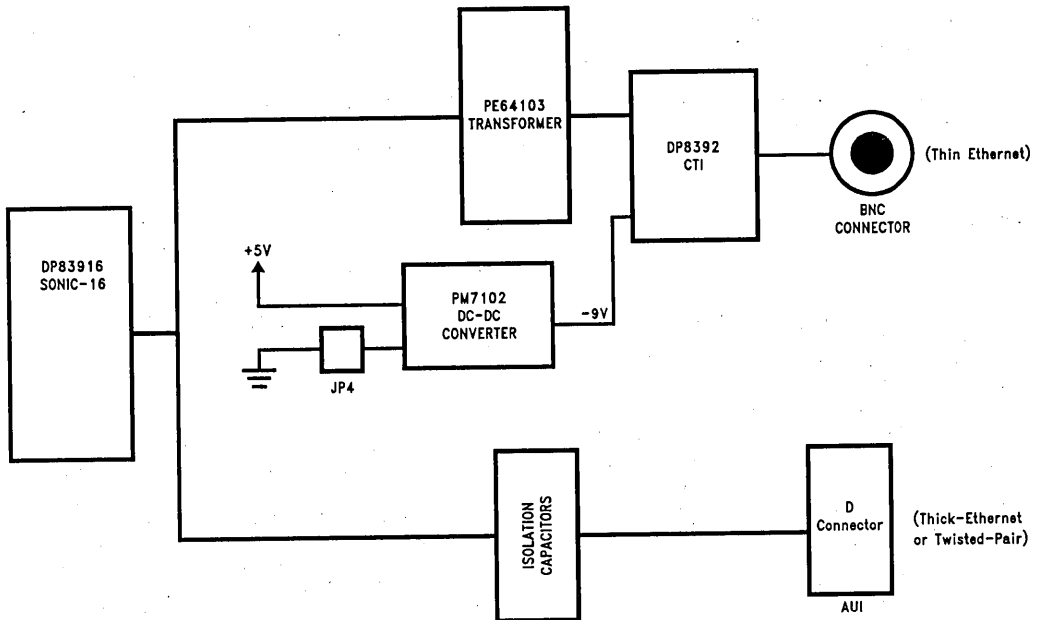 PE64103
TRANSFORMER
DP8392
CTI
(Thin Ethernet)
BNC
CONNECTOR
DP83916
SONIC-16
+5V
PM7102
DC-DC
CONVERTER
-9V
JP4
ISOLATION
CAPACITORS
D
Connector
(Thick-Ethernet
or Twisted-Pair)
AUI